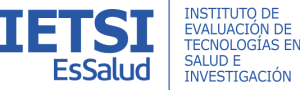 IETSI
EsSalud
INSTITUTO DE
EVALUACIÓN DE
TECNOLOGÍAS EN
SALUD E
INVESTIGACIÓN